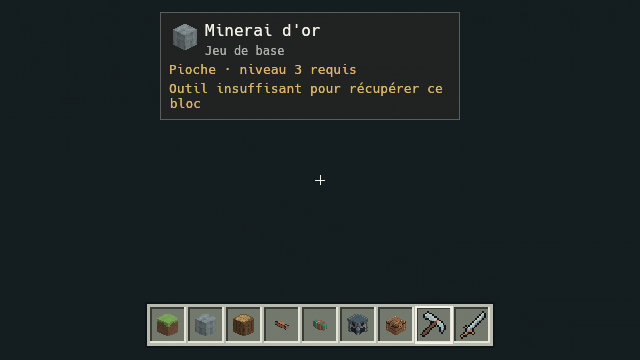 Minerai d'or
Jeu de base
Pioche · niveau 3 requis
Outil insuffisant pour récupérer ce
bloc